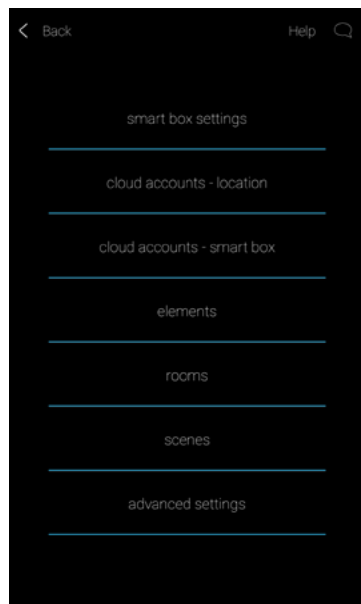 Back Help
smart box settings
cloud accounts - location
cloud accounts - smart box
elements
rooms
scenes
advanced settings